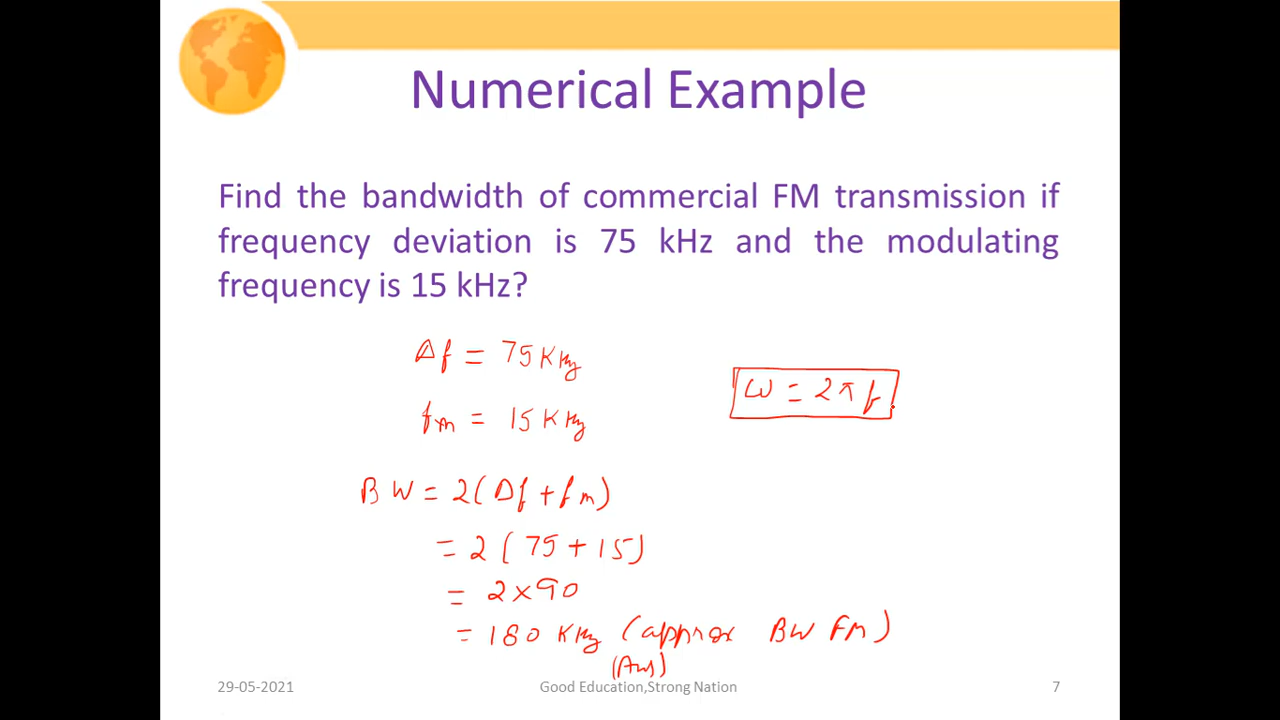 Numerical Example
Find the bandwidth of commercial FM transmission if
frequency deviation is 75 kHz and the modulating
frequency is 15 kHz?
Δf = 75 KHz
ω = 2πf
fm = 15 KHz
BW = 2(Δf + fm)
= 2 (75 + 15)
= 2 × 90
= 180 KHz (approx BW FM)
(Ans)
29-05-2021 Good Education,Strong Nation 7